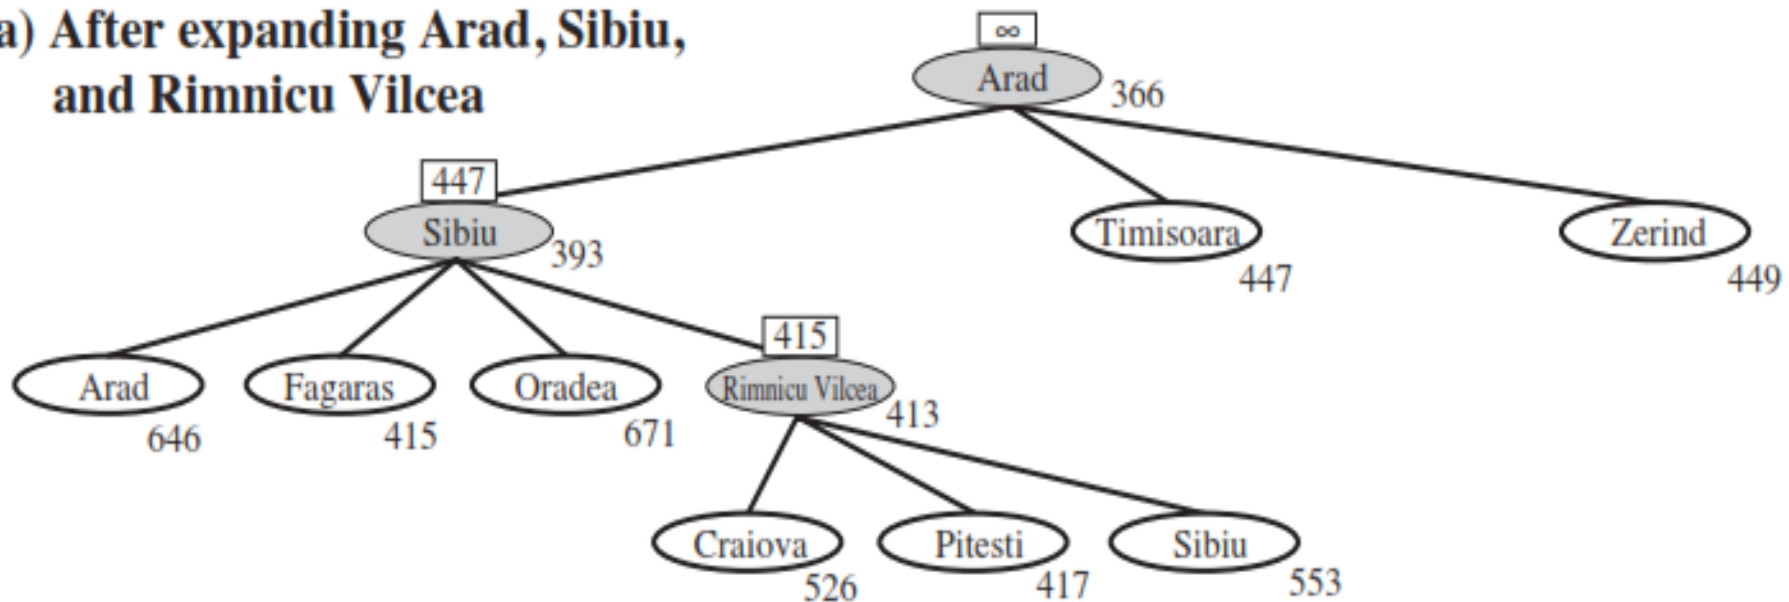 a) After expanding Arad, Sibiu,
and Rimnicu Vilcea
∞
Arad
366
447
Sibiu
393
Timisoara
447
Zerind
449
Arad
646
Fagaras
415
Oradea
671
415
Rimnicu Vilcea
413
Craiova
526
Pitesti
417
Sibiu
553